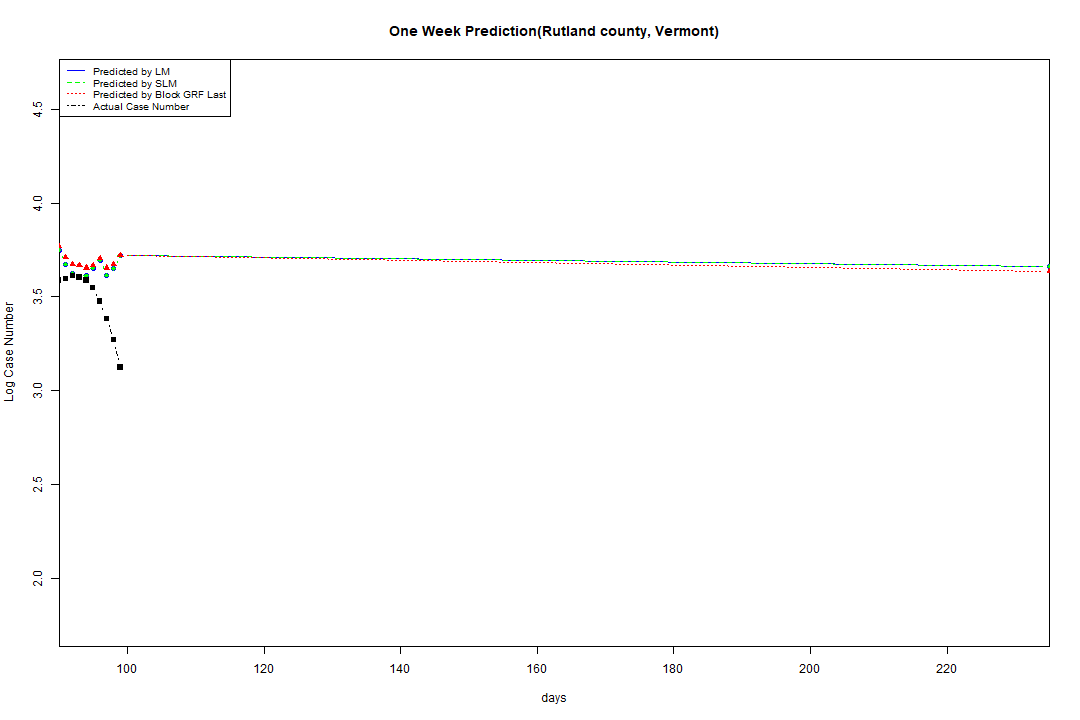 One Week Prediction(Rutland county, Vermont)
Predicted by LM
Predicted by SLM
Predicted by Block GRF Last
Actual Case Number
4.5
4.0
3.5
3.0
2.5
2.0
Log Case Number
100 120 140 160 180 200 220
days